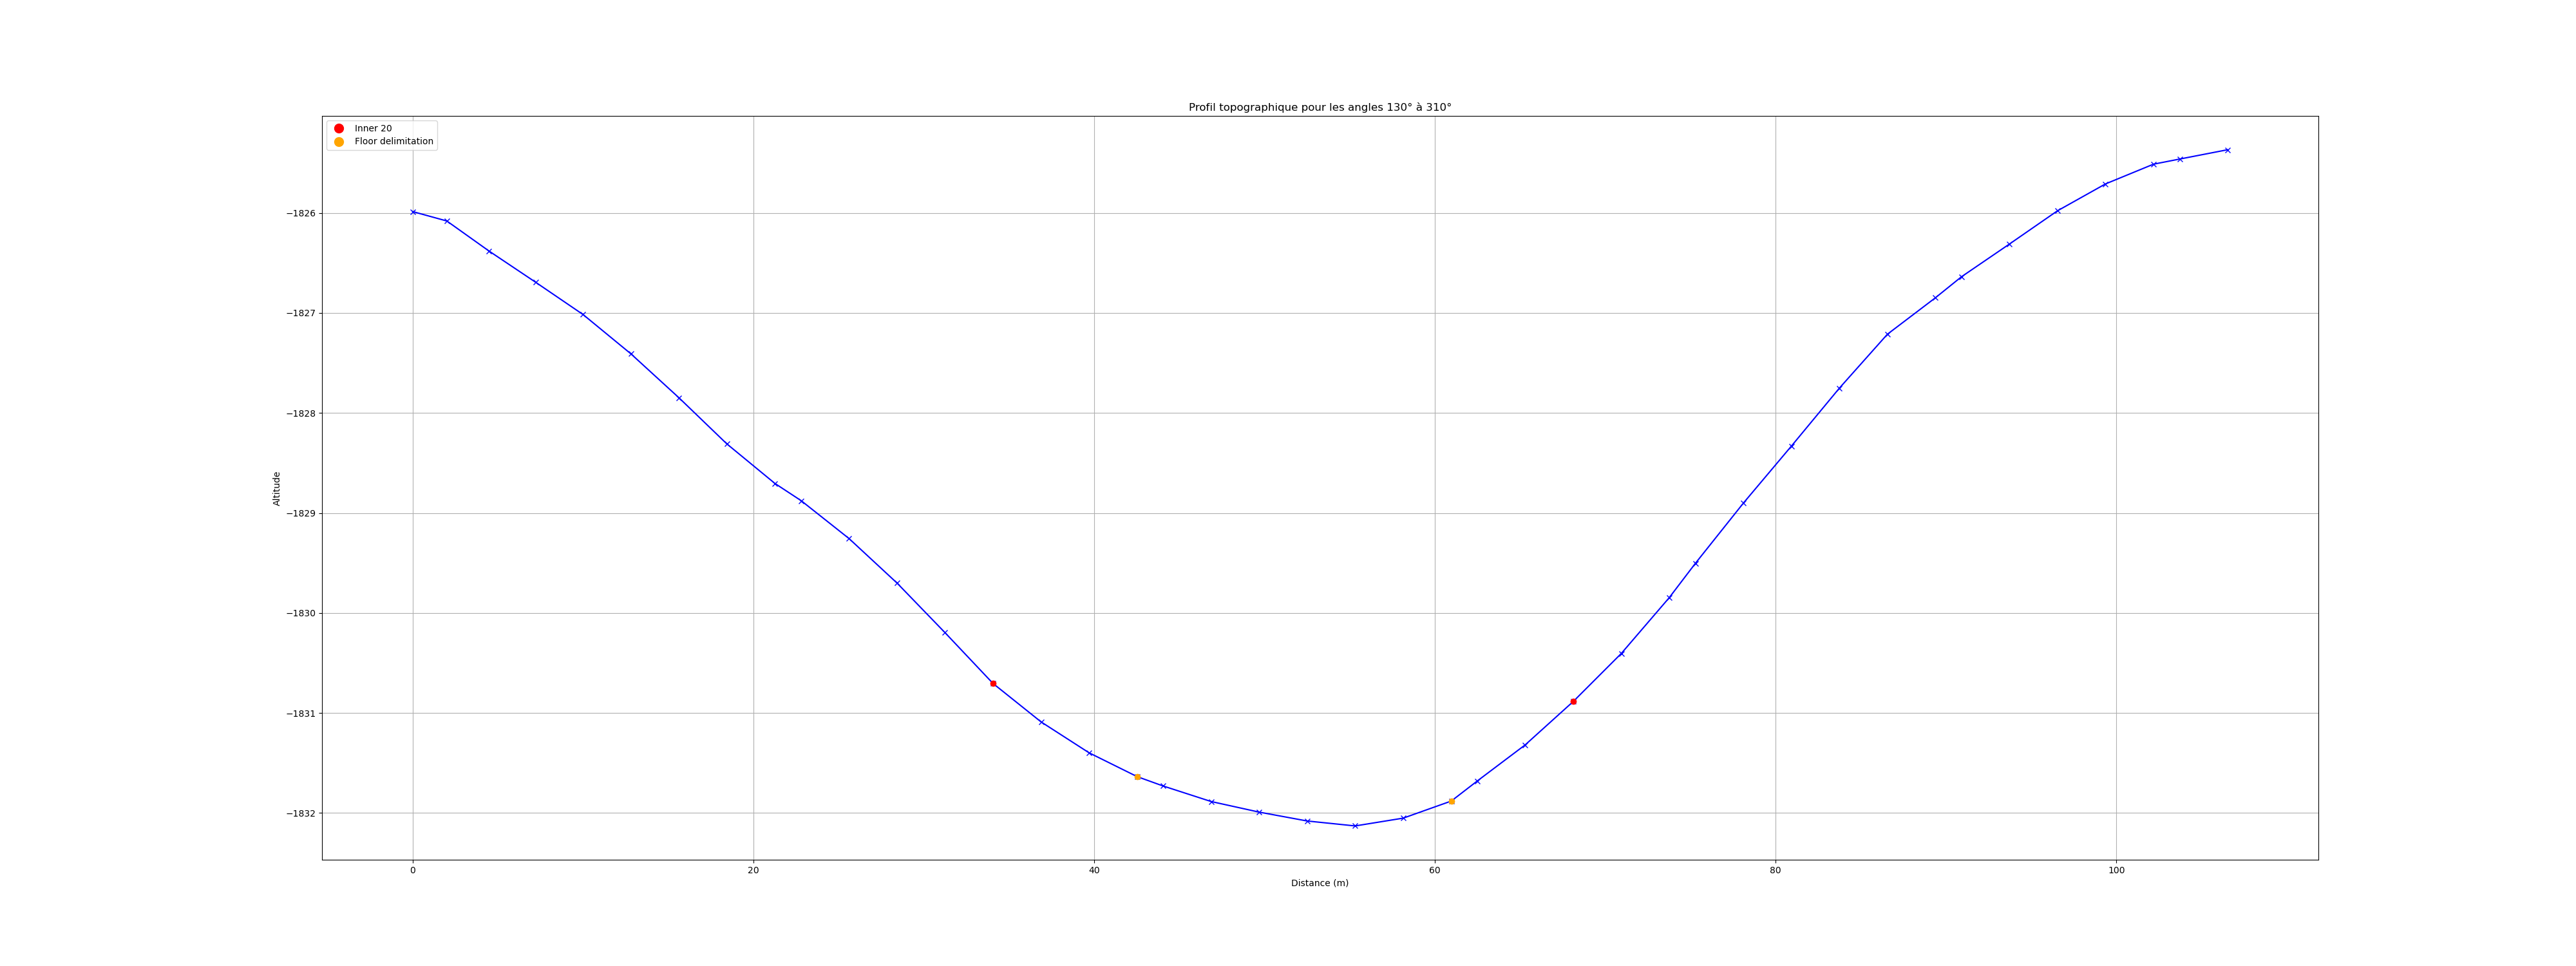 Profil topographique pour les angles 130° à 310°
Inner 20
Floor delimitation
−1826
−1827
−1828
−1829
−1830
−1831
−1832
Altitude
0 20 40 60 80 100
Distance (m)